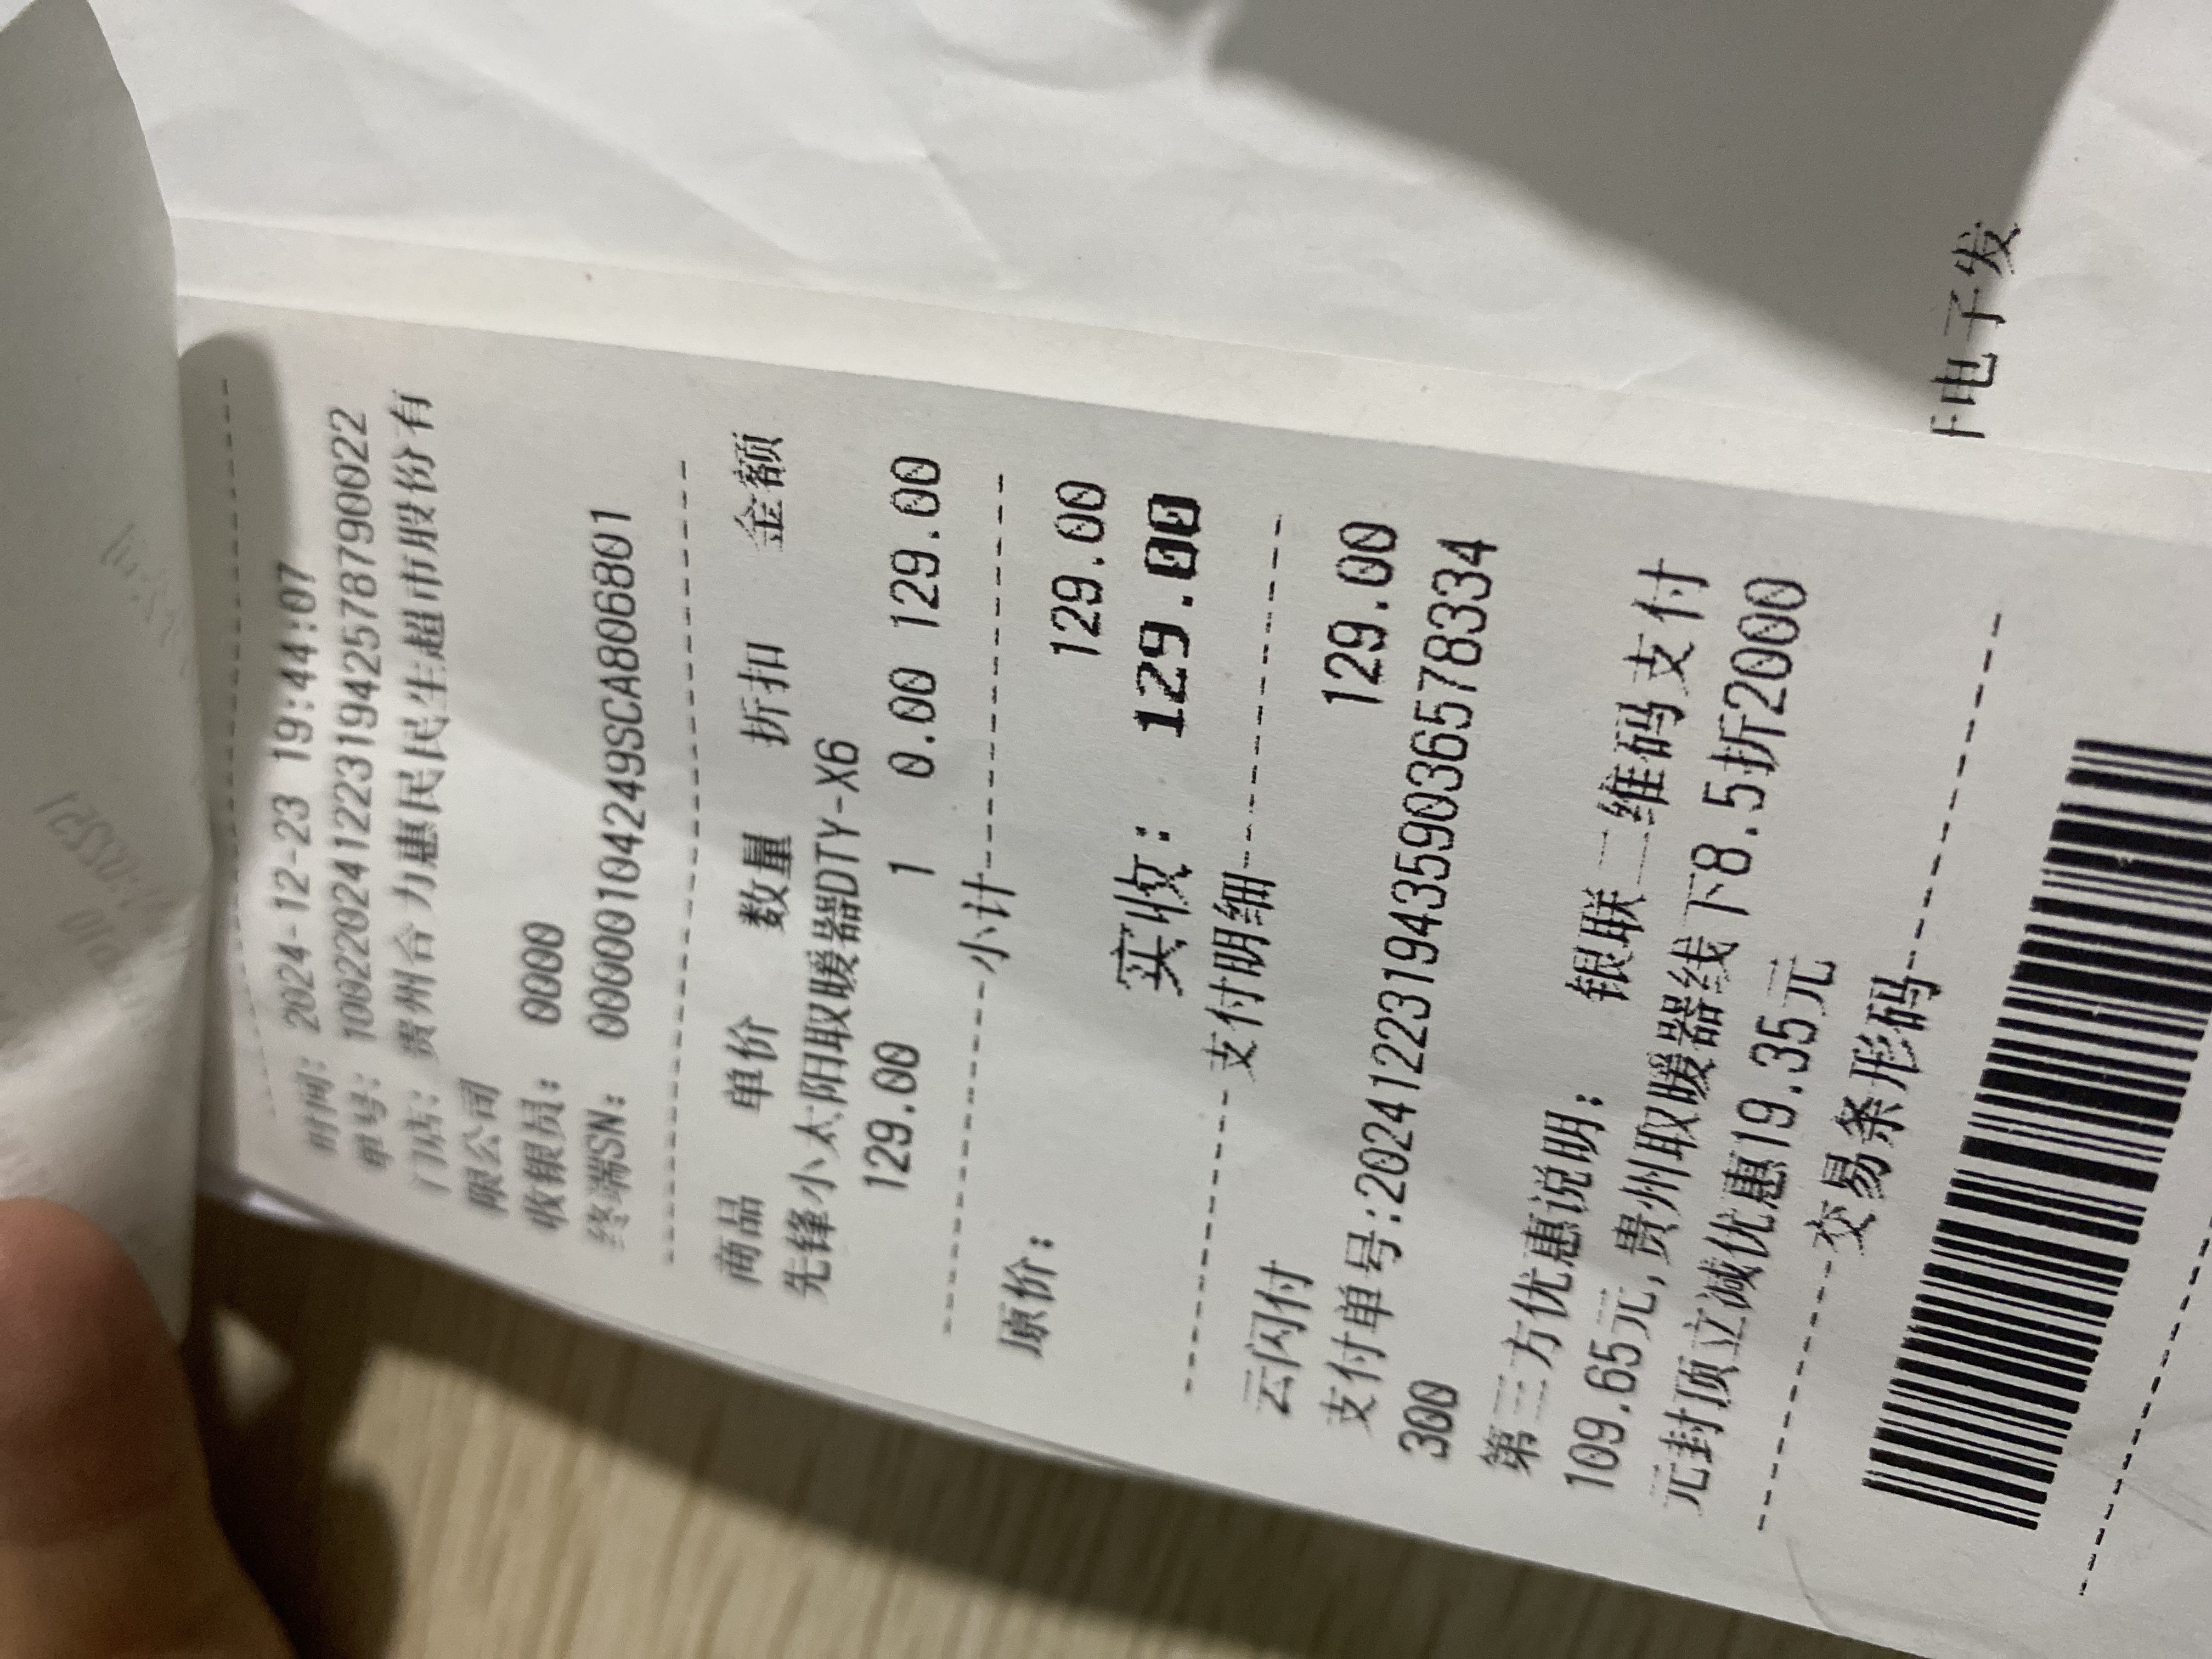 时间: 2024-12-23 19:44:07
单号: 10022024122319425787790022
门店: 贵州合力惠民民生超市股份有
限公司
收银员: 0000
终端SN: 00000104249SCA806801
商品 单价 数量 折扣 金额
先锋小太阳取暖器DTY-X6
129.00 1 0.00 129.00
小计
原价: 129.00
实收: 129.00
支付明细
云闪付 129.00
支付单号:20241223194359036578334
300
第三方优惠说明: 银联二维码支付
109.65元,贵州取暖器线下8.5折2000
元封顶立减优惠19.35元
交易条形码
电子发